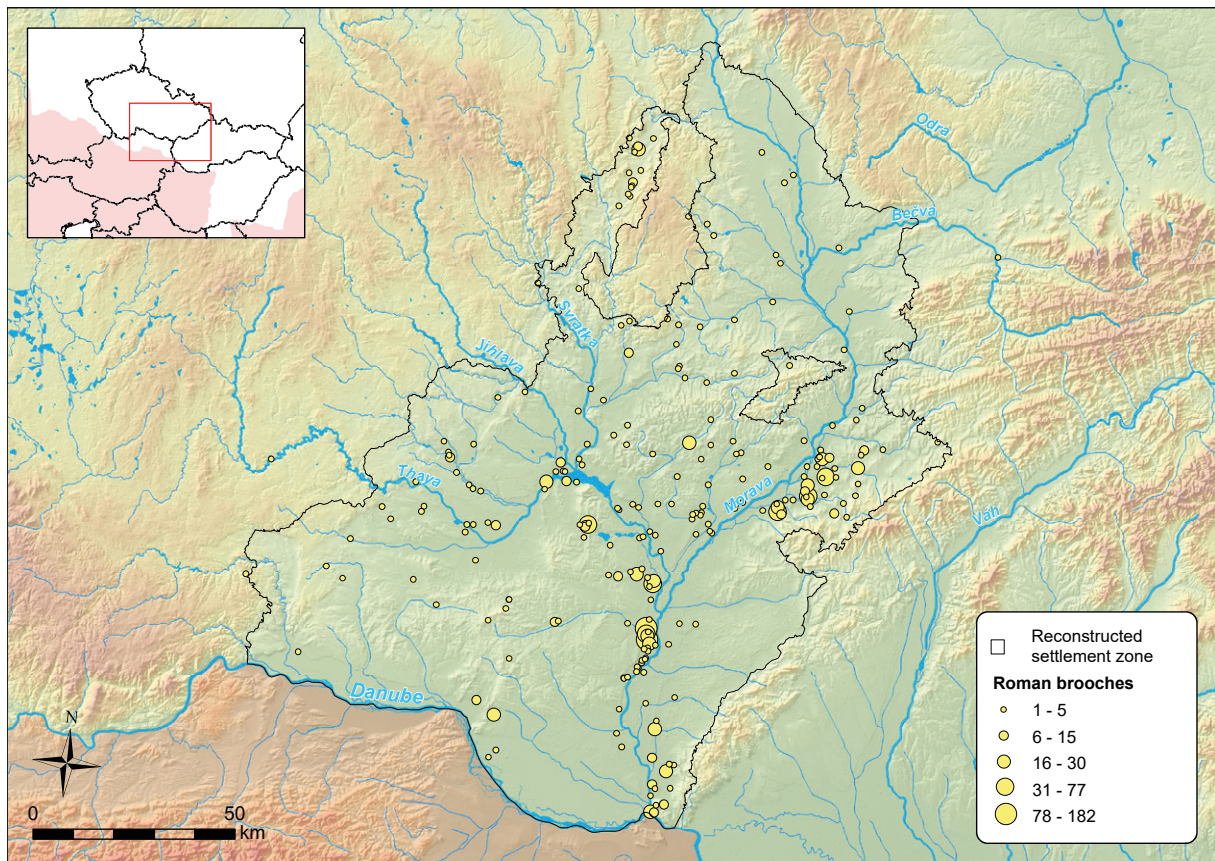 Odra
Bečva
Svratka
Jihlava
Thaya
Morava
Vah
Danube
N
0
50
km
Reconstructed
settlement zone
Roman brooches
1 - 5
6 - 15
16 - 30
31 - 77
78 - 182